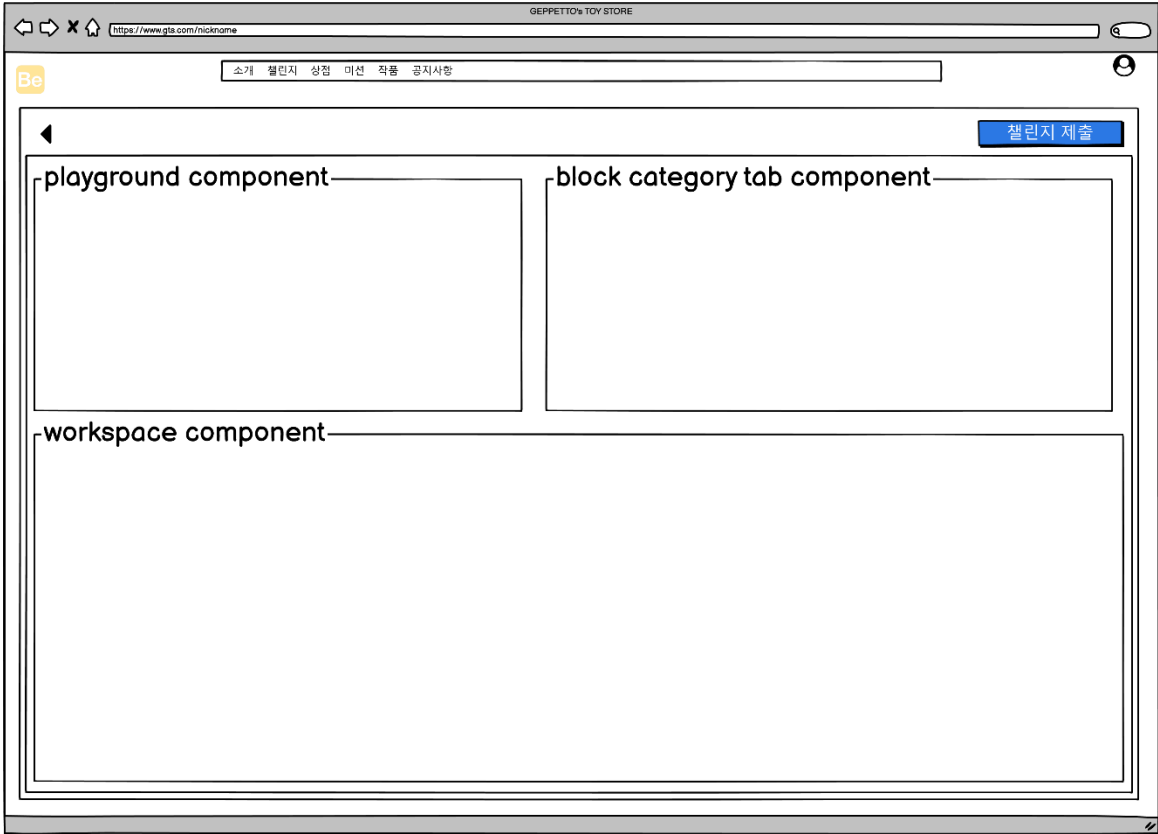 GEPPETTO's TOY STORE
https://www.gts.com/nickname
Be
소개 챌린지 상점 미션 작품 공지사항
챌린지 제출
playground component
block category tab component
workspace component